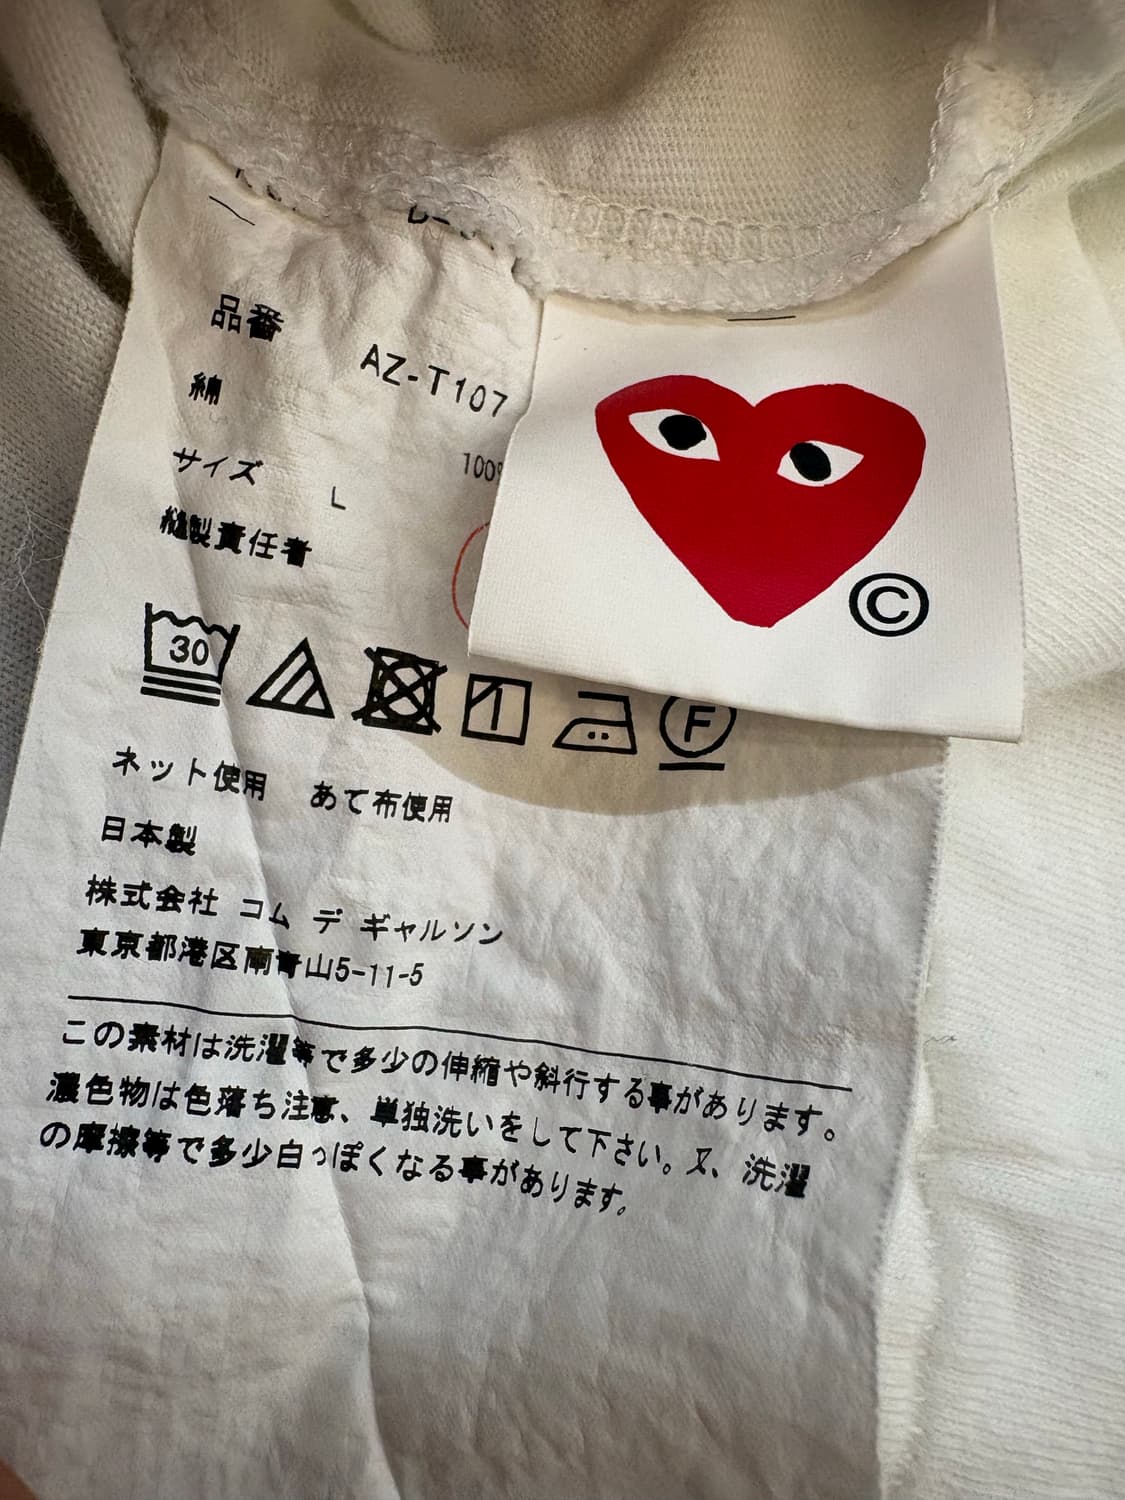 品番 AZ-T107
綿 100%
サイズ L
縫製責任者
©
30
F
ネット使用 あて布使用
日本製
株式会社 コム デ ギャルソン
東京都港区南青山5-11-5
この素材は洗濯等で多少の伸縮や斜行する事があります。
濃色物は色落ち注意、単独洗いをして下さい。又、洗濯
の摩擦等で多少白っぽくなる事があります。